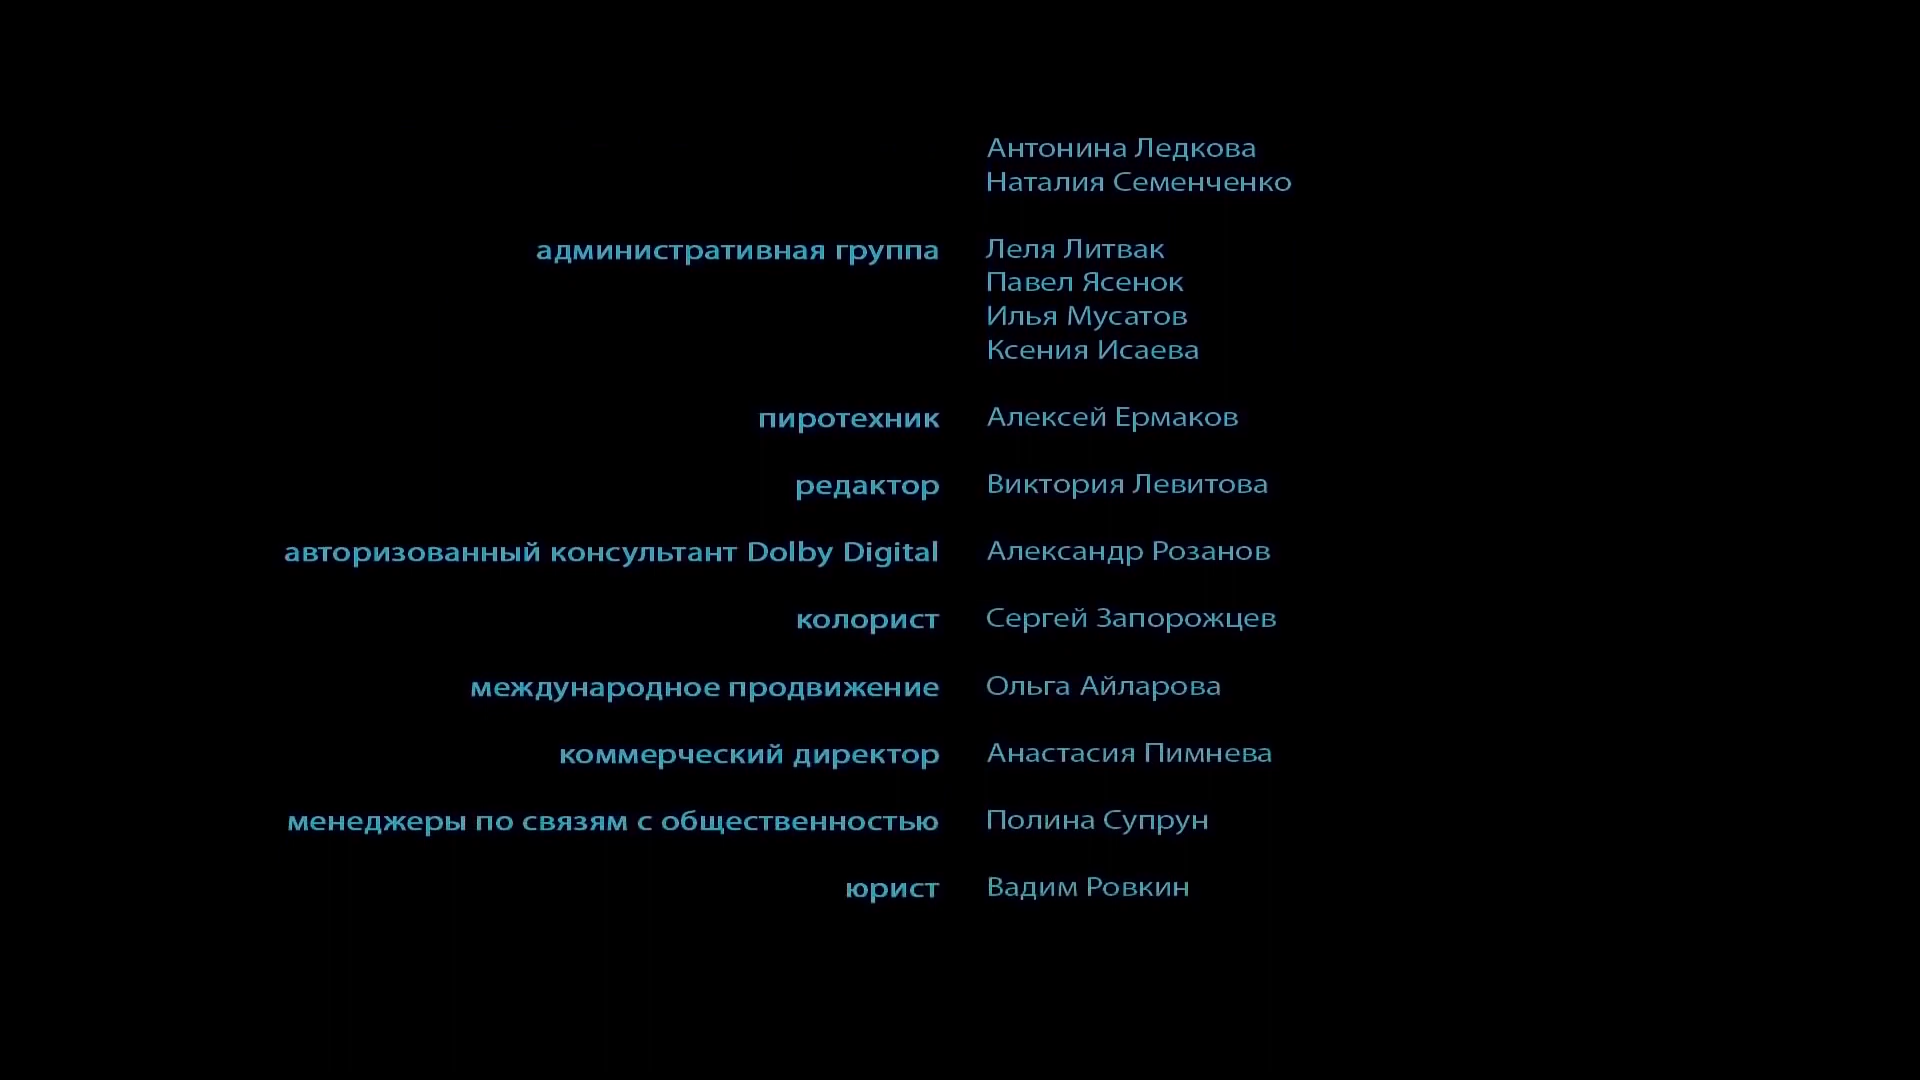 Антонина Ледкова
Наталия Семенченко
административная группа Леля Литвак
Павел Ясенок
Илья Мусатов
Ксения Исаева
пиротехник Алексей Ермаков
редактор Виктория Левитова
авторизованный консультант Dolby Digital Александр Розанов
колорист Сергей Запорожцев
международное продвижение Ольга Айларова
коммерческий директор Анастасия Пимнева
менеджеры по связям с общественностью Полина Супрун
юрист Вадим Ровкин